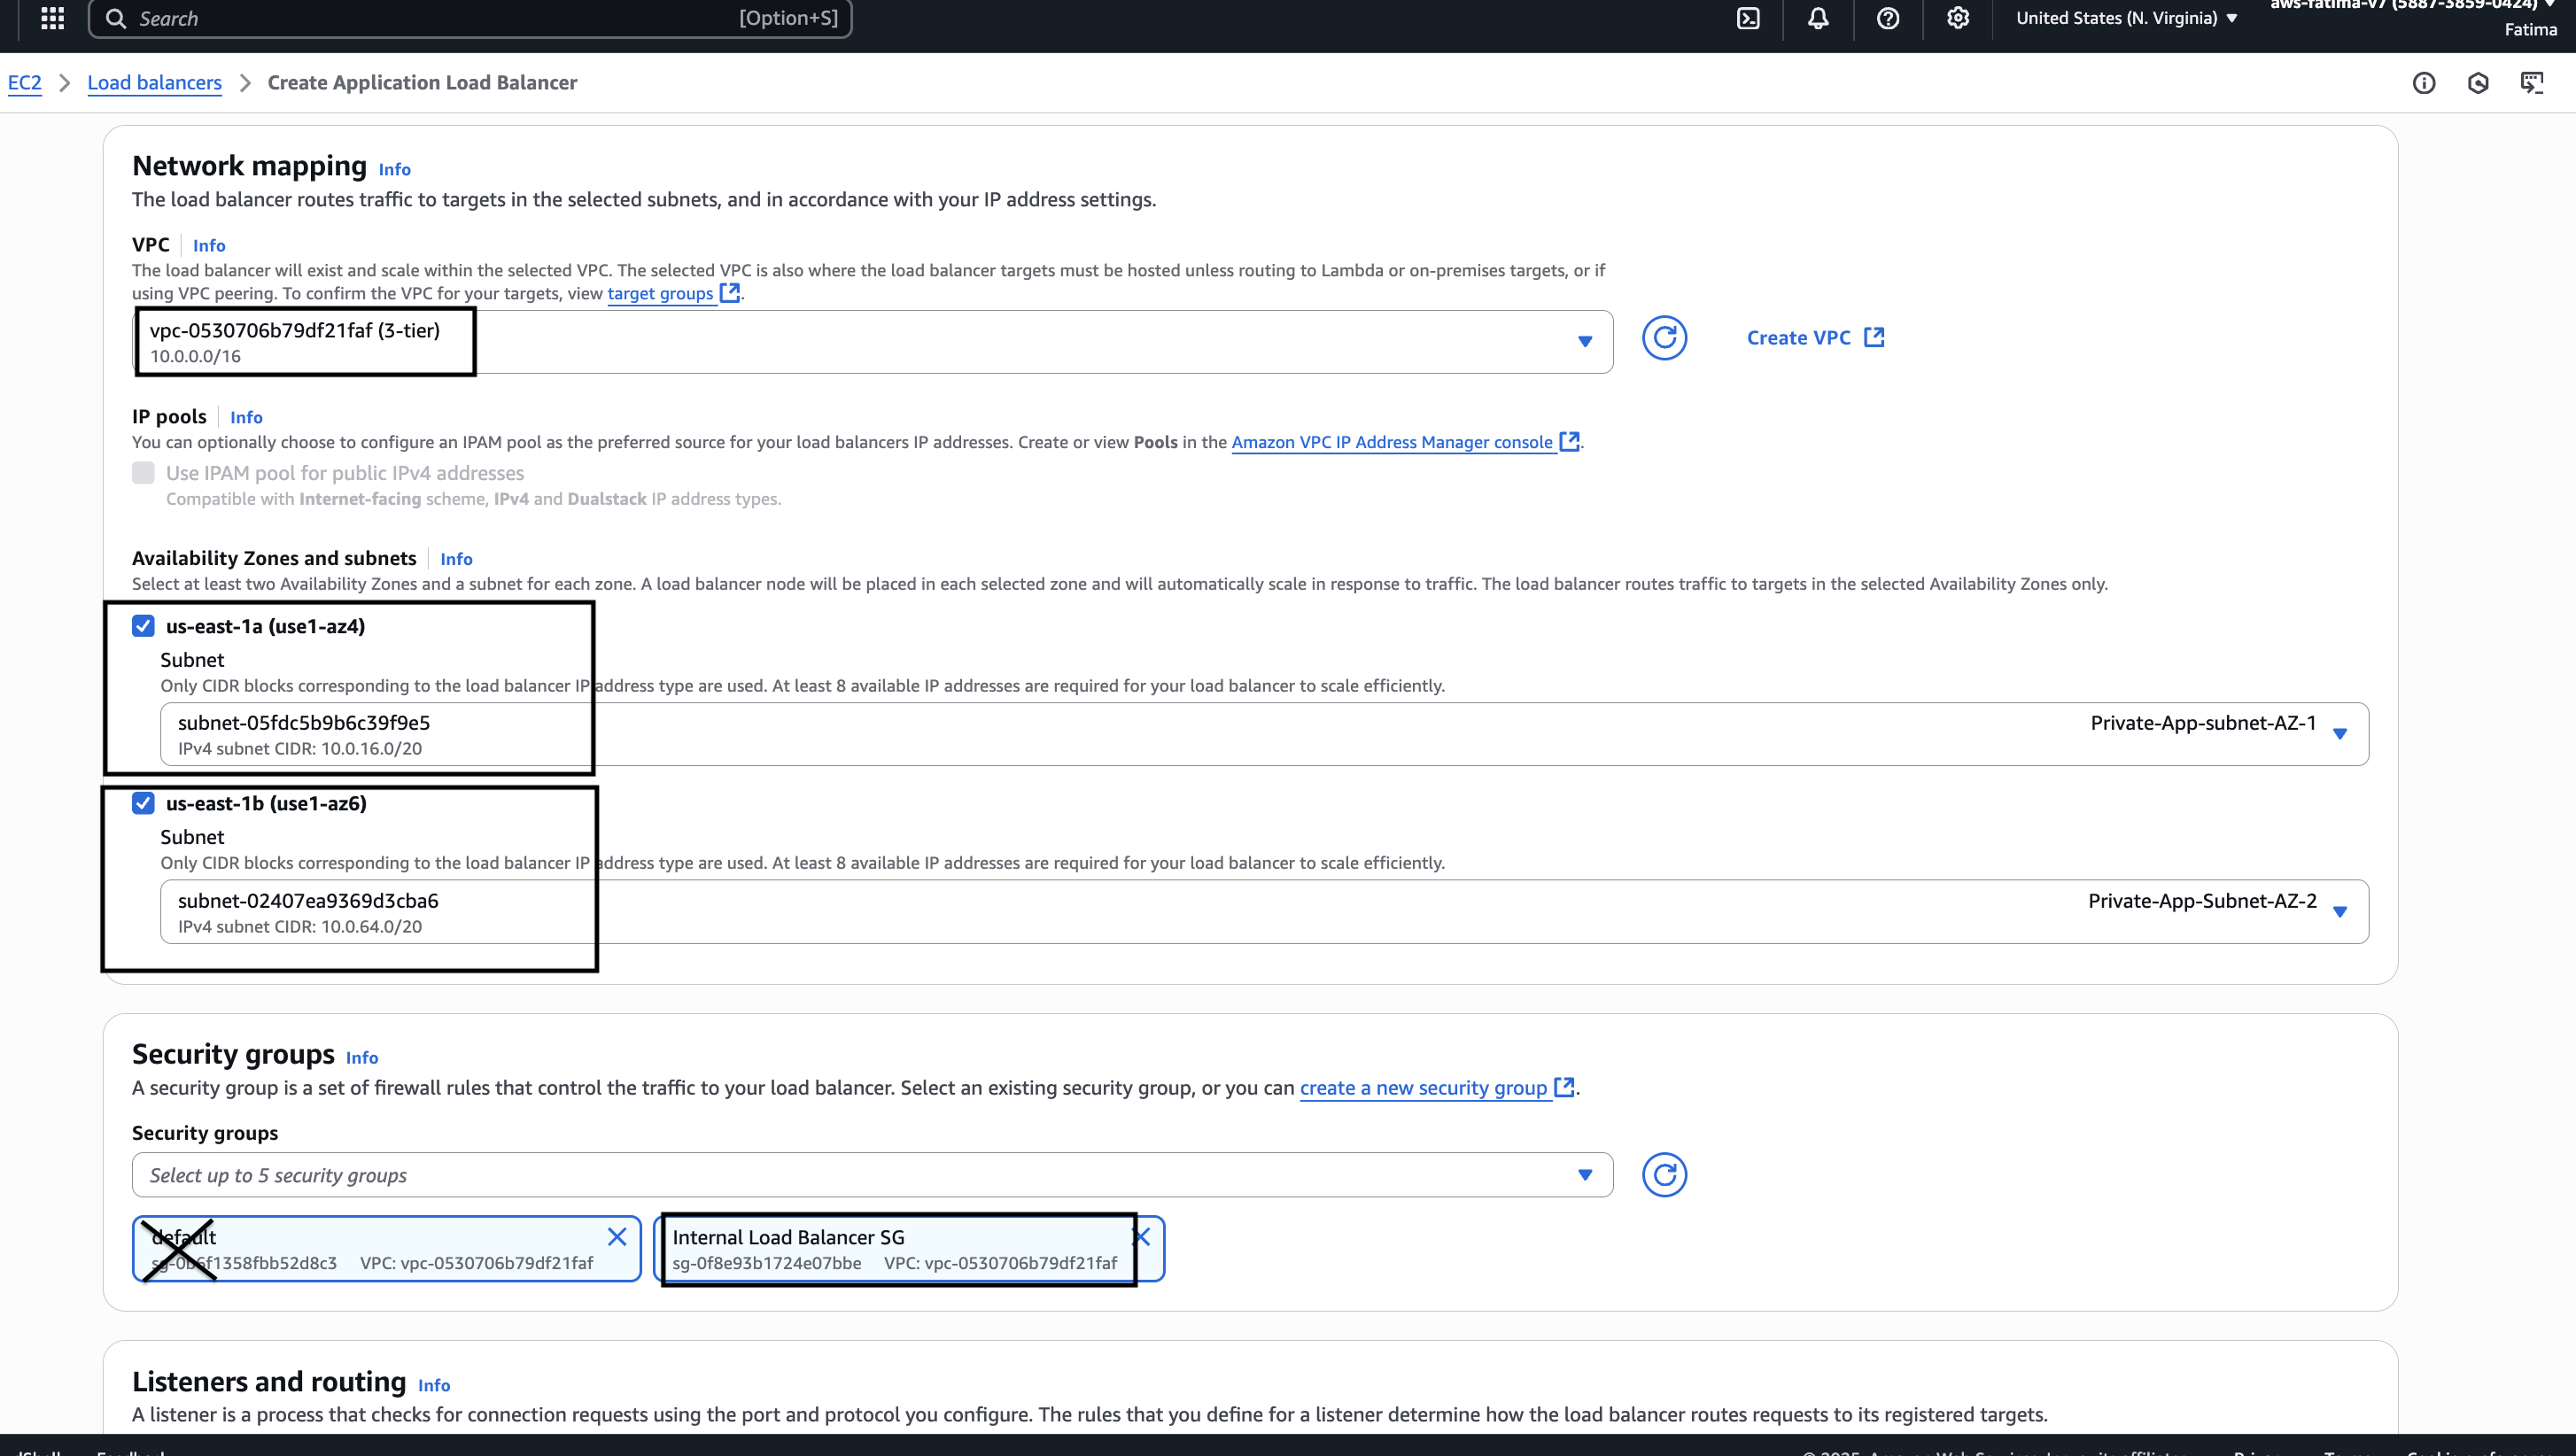 Search [Option+S]
United States (N. Virginia)
aws-fatima-v7 (5887-3859-0424)
Fatima
EC2 Load balancers Create Application Load Balancer
Network mapping Info
The load balancer routes traffic to targets in the selected subnets, and in accordance with your IP address settings.
VPC Info
The load balancer will exist and scale within the selected VPC. The selected VPC is also where the load balancer targets must be hosted unless routing to Lambda or on-premises targets, or if
using VPC peering. To confirm the VPC for your targets, view target groups.
vpc-0530706b79df21faf (3-tier)
10.0.0.0/16
Create VPC
IP pools Info
You can optionally choose to configure an IPAM pool as the preferred source for your load balancers IP addresses. Create or view Pools in the Amazon VPC IP Address Manager console.
Use IPAM pool for public IPv4 addresses
Compatible with Internet-facing scheme, IPv4 and Dualstack IP address types.
Availability Zones and subnets Info
Select at least two Availability Zones and a subnet for each zone. A load balancer node will be placed in each selected zone and will automatically scale in response to traffic. The load balancer routes traffic to targets in the selected Availability Zones only.
us-east-1a (use1-az4)
Subnet
Only CIDR blocks corresponding to the load balancer IP address type are used. At least 8 available IP addresses are required for your load balancer to scale efficiently.
subnet-05fdc5b9b6c39f9e5 Private-App-subnet-AZ-1
IPv4 subnet CIDR: 10.0.16.0/20
us-east-1b (use1-az6)
Subnet
Only CIDR blocks corresponding to the load balancer IP address type are used. At least 8 available IP addresses are required for your load balancer to scale efficiently.
subnet-02407ea9369d3cba6 Private-App-Subnet-AZ-2
IPv4 subnet CIDR: 10.0.64.0/20
Security groups Info
A security group is a set of firewall rules that control the traffic to your load balancer. Select an existing security group, or you can create a new security group.
Security groups
Select up to 5 security groups
default
sg-0b6f1358fbb52d8c3 VPC: vpc-0530706b79df21faf
Internal Load Balancer SG
sg-0f8e93b1724e07bbe VPC: vpc-0530706b79df21faf
Listeners and routing Info
A listener is a process that checks for connection requests using the port and protocol you configure. The rules that you define for a listener determine how the load balancer routes requests to its registered targets.